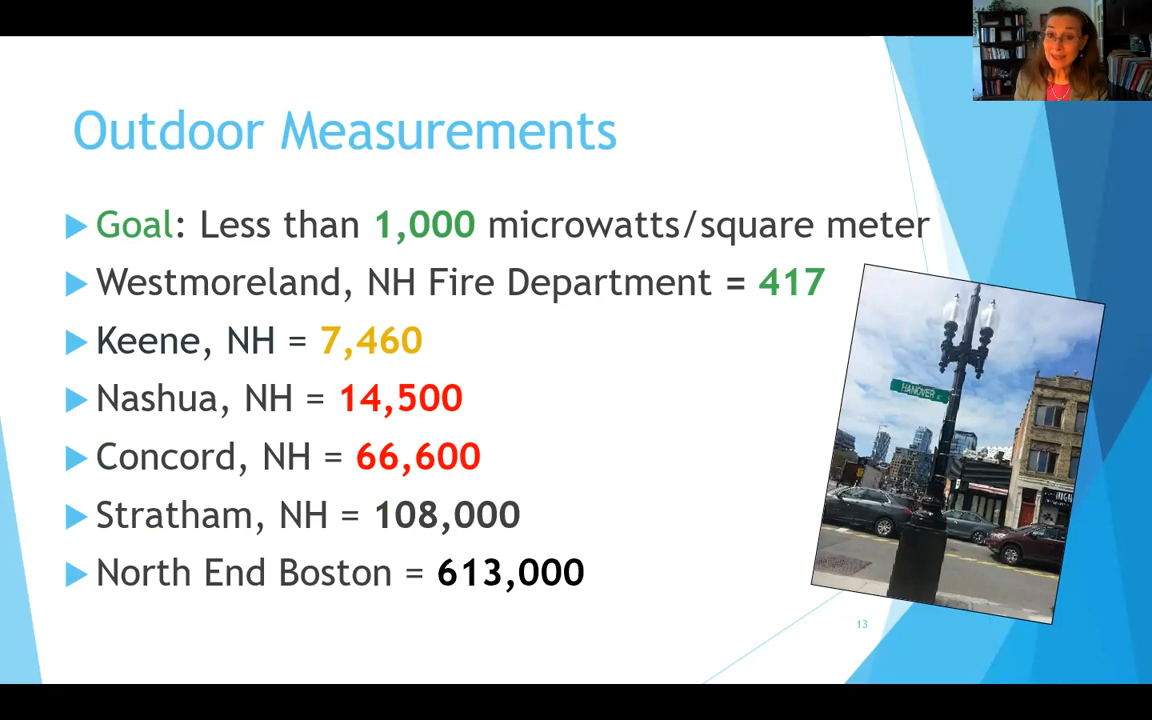 Outdoor Measurements
Goal: Less than 1,000 microwatts/square meter
Westmoreland, NH Fire Department = 417
Keene, NH = 7,460
Nashua, NH = 14,500
Concord, NH = 66,600
Stratham, NH = 108,000
North End Boston = 613,000
HANOVER ST
13